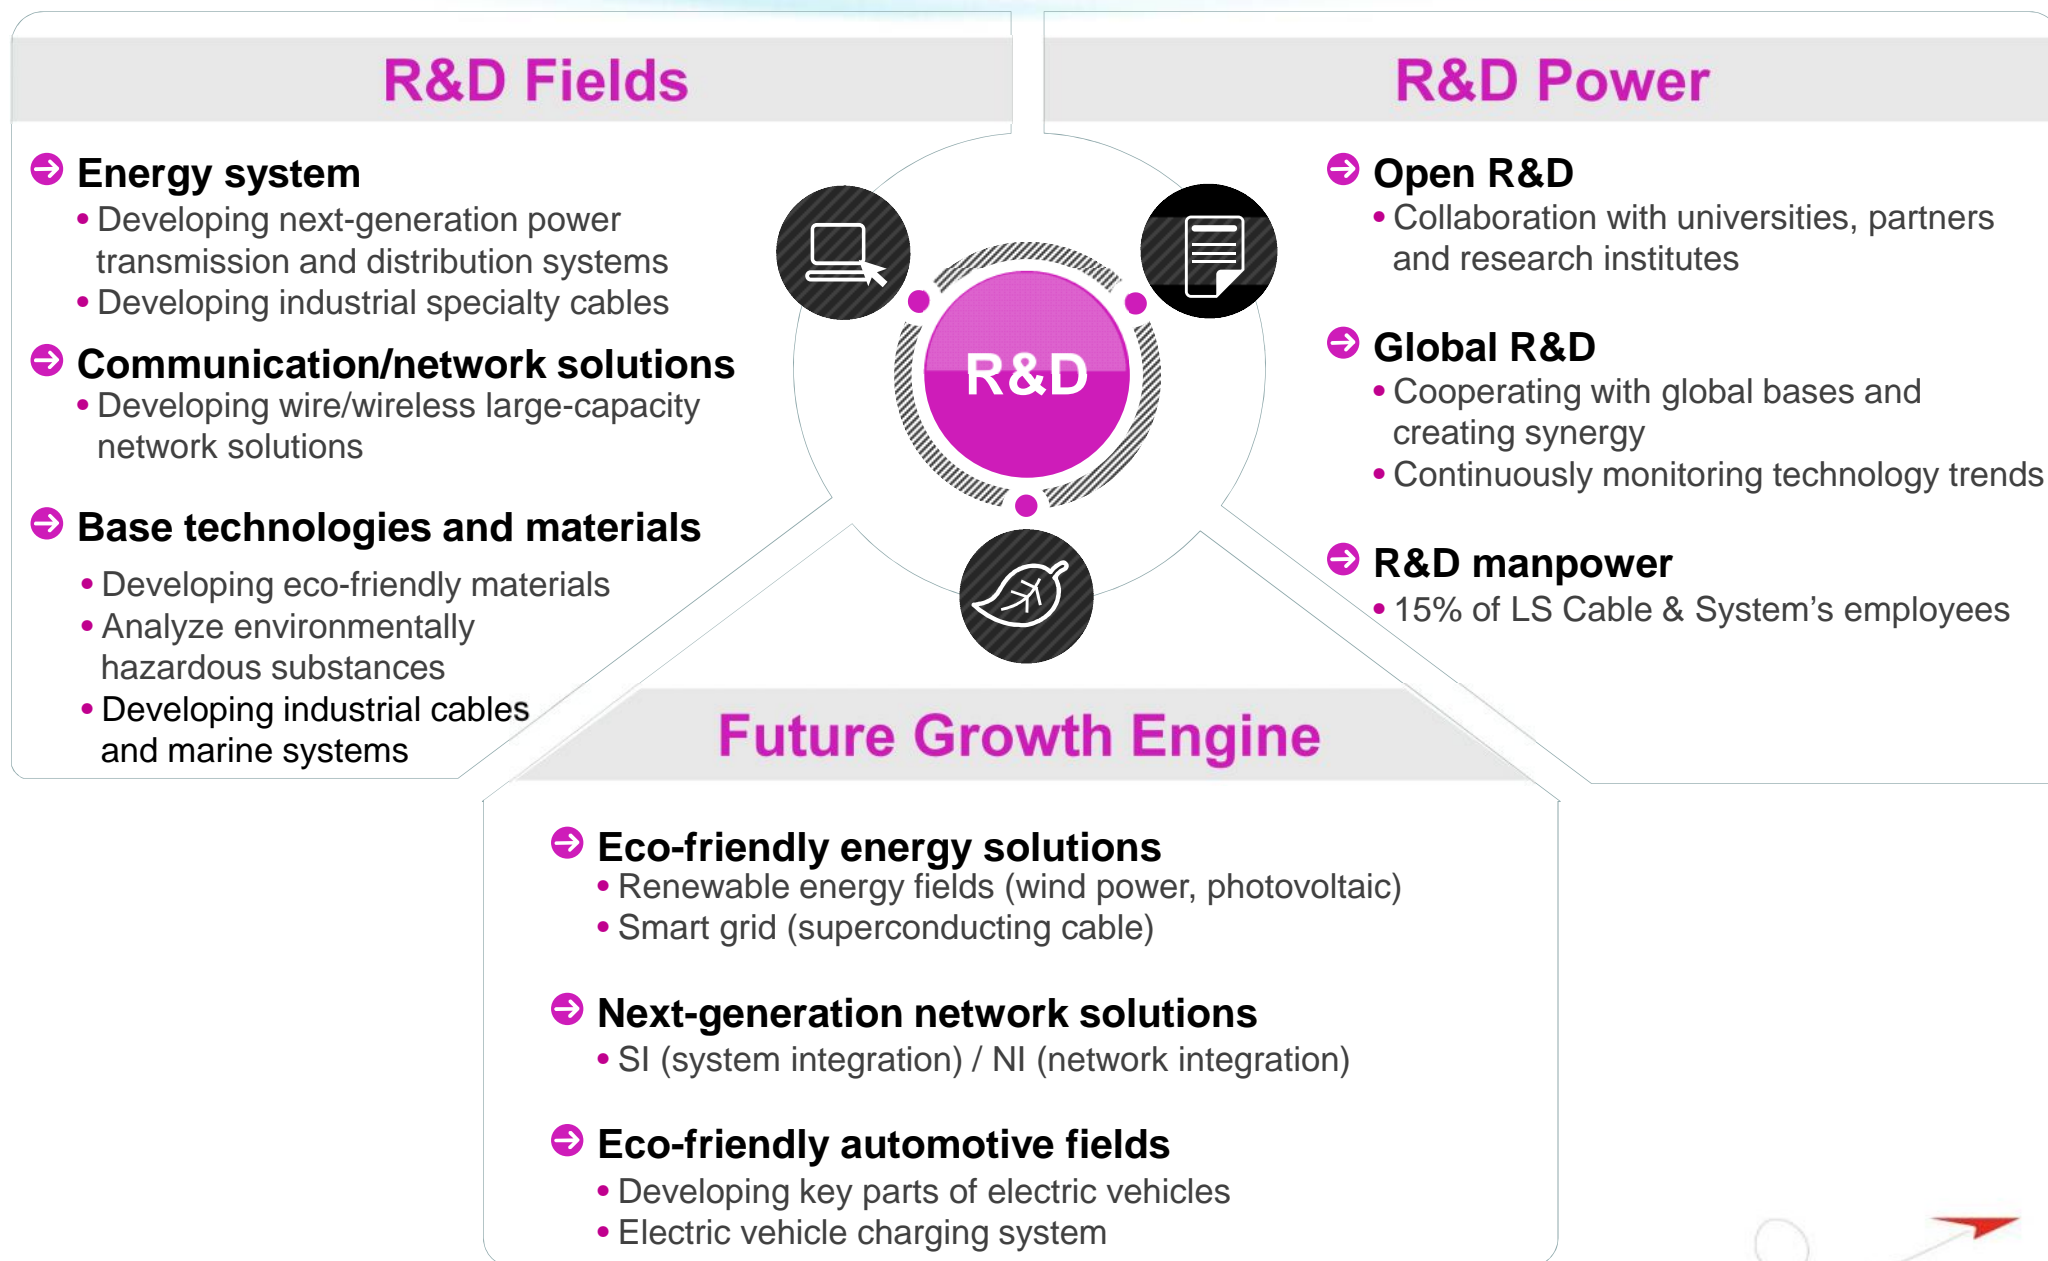 R&D Fields
Energy system
• Developing next-generation power
transmission and distribution systems
• Developing industrial specialty cables
Communication/network solutions
• Developing wire/wireless large-capacity
network solutions
Base technologies and materials
• Developing eco-friendly materials
• Analyze environmentally
hazardous substances
• Developing industrial cables
and marine systems
R&D
R&D Power
Open R&D
• Collaboration with universities, partners
and research institutes
Global R&D
• Cooperating with global bases and
creating synergy
• Continuously monitoring technology trends
R&D manpower
• 15% of LS Cable & System’s employees
Future Growth Engine
Eco-friendly energy solutions
• Renewable energy fields (wind power, photovoltaic)
• Smart grid (superconducting cable)
Next-generation network solutions
• SI (system integration) / NI (network integration)
Eco-friendly automotive fields
• Developing key parts of electric vehicles
• Electric vehicle charging system